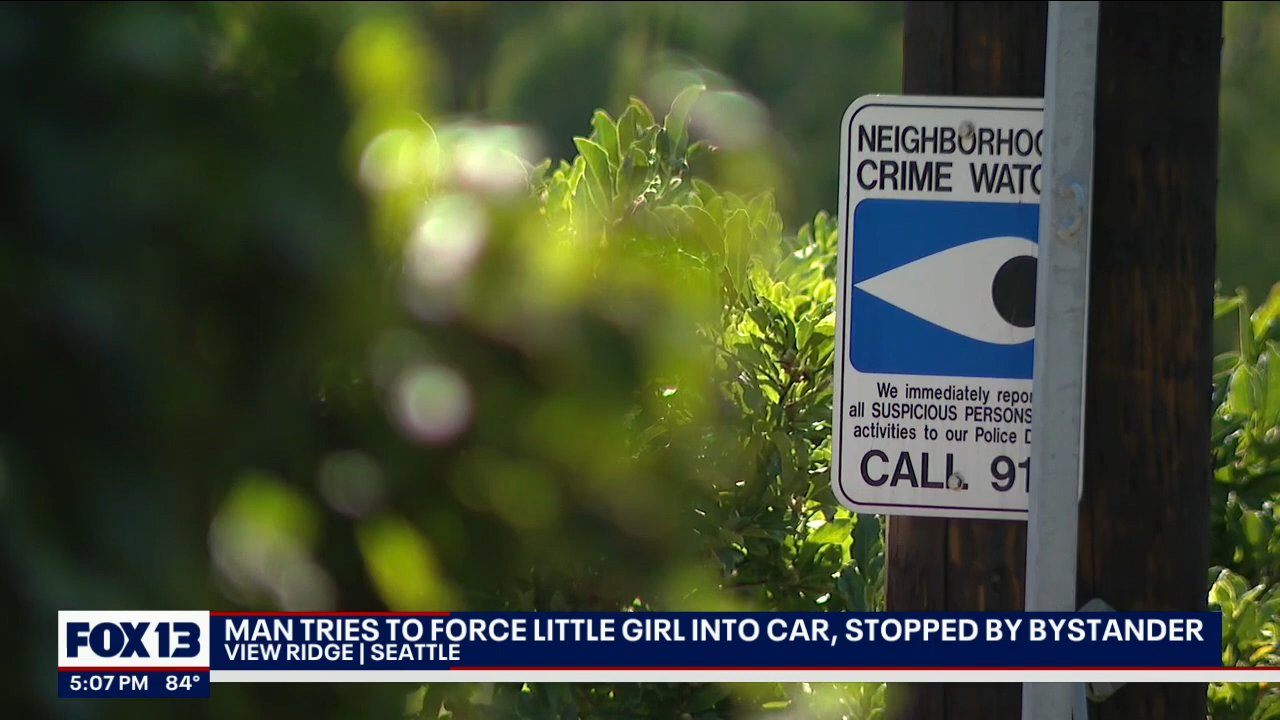 NEIGHBORHOO
CRIME WATC
We immediately repor
all SUSPICIOUS PERSONS
activities to our Police D
CALL 91
FOX 13
MAN TRIES TO FORCE LITTLE GIRL INTO CAR, STOPPED BY BYSTANDER
VIEW RIDGE | SEATTLE
5:07 PM 84°